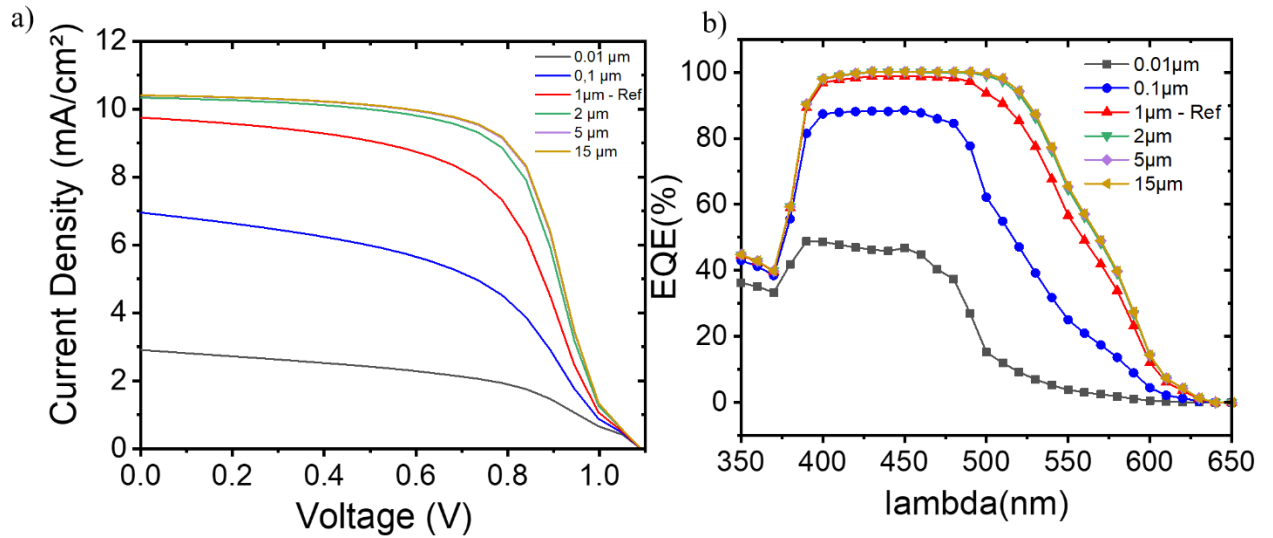 a)
Current Density (mA/cm²)
12
10
8
6
4
2
0
0.0
0.2
0.4
0.6
0.8
1.0
Voltage (V)
0.01 µm
0,1 µm
1µm - Ref
2 µm
5 µm
15 µm
b)
EQE(%)
100
80
60
40
20
0
350
400
450
500
550
600
650
lambda(nm)
0.01µm
0.1µm
1µm - Ref
2µm
5µm
15µm